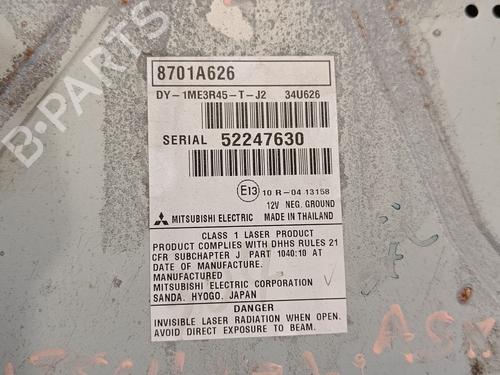 B-PARTS
8701A626
DY-1ME3R45-T-J2 34U626
SERIAL 52247630
E13 10 R-04 13158
12V NEG. GROUND
MITSUBISHI ELECTRIC MADE IN THAILAND
CLASS 1 LASER PRODUCT
PRODUCT COMPLIES WITH DHHS RULES 21
CFR SUBCHAPTER J PART 1040:10 AT
DATE OF MANUFACTURE.
MANUFACTURED
MITSUBISHI ELECTRIC CORPORATION
SANDA, HYOGO, JAPAN
DANGER
INVISIBLE LASER RADIATION WHEN OPEN.
AVOID DIRECT EXPOSURE TO BEAM.